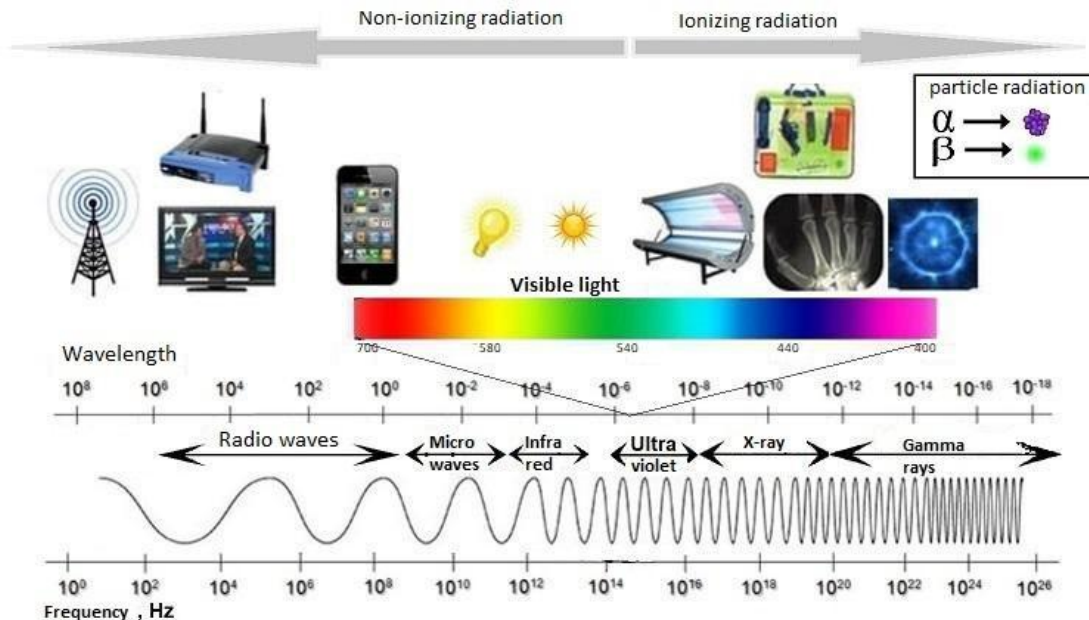 Non-ionizing radiation
Ionizing radiation
particle radiation
α
β
Visible light
700 580 540 440 400
Wavelength
10⁸ 10⁶ 10⁴ 10² 10⁰ 10⁻² 10⁻⁴ 10⁻⁶ 10⁻⁸ 10⁻¹⁰ 10⁻¹² 10⁻¹⁴ 10⁻¹⁶ 10⁻¹⁸
Radio waves
Micro
waves
Infra
red
Ultra
violet
X-ray
Gamma
rays
10⁰ 10² 10⁴ 10⁶ 10⁸ 10¹⁰ 10¹² 10¹⁴ 10¹⁶ 10¹⁸ 10²⁰ 10²² 10²⁴ 10²⁶
Frequency , Hz